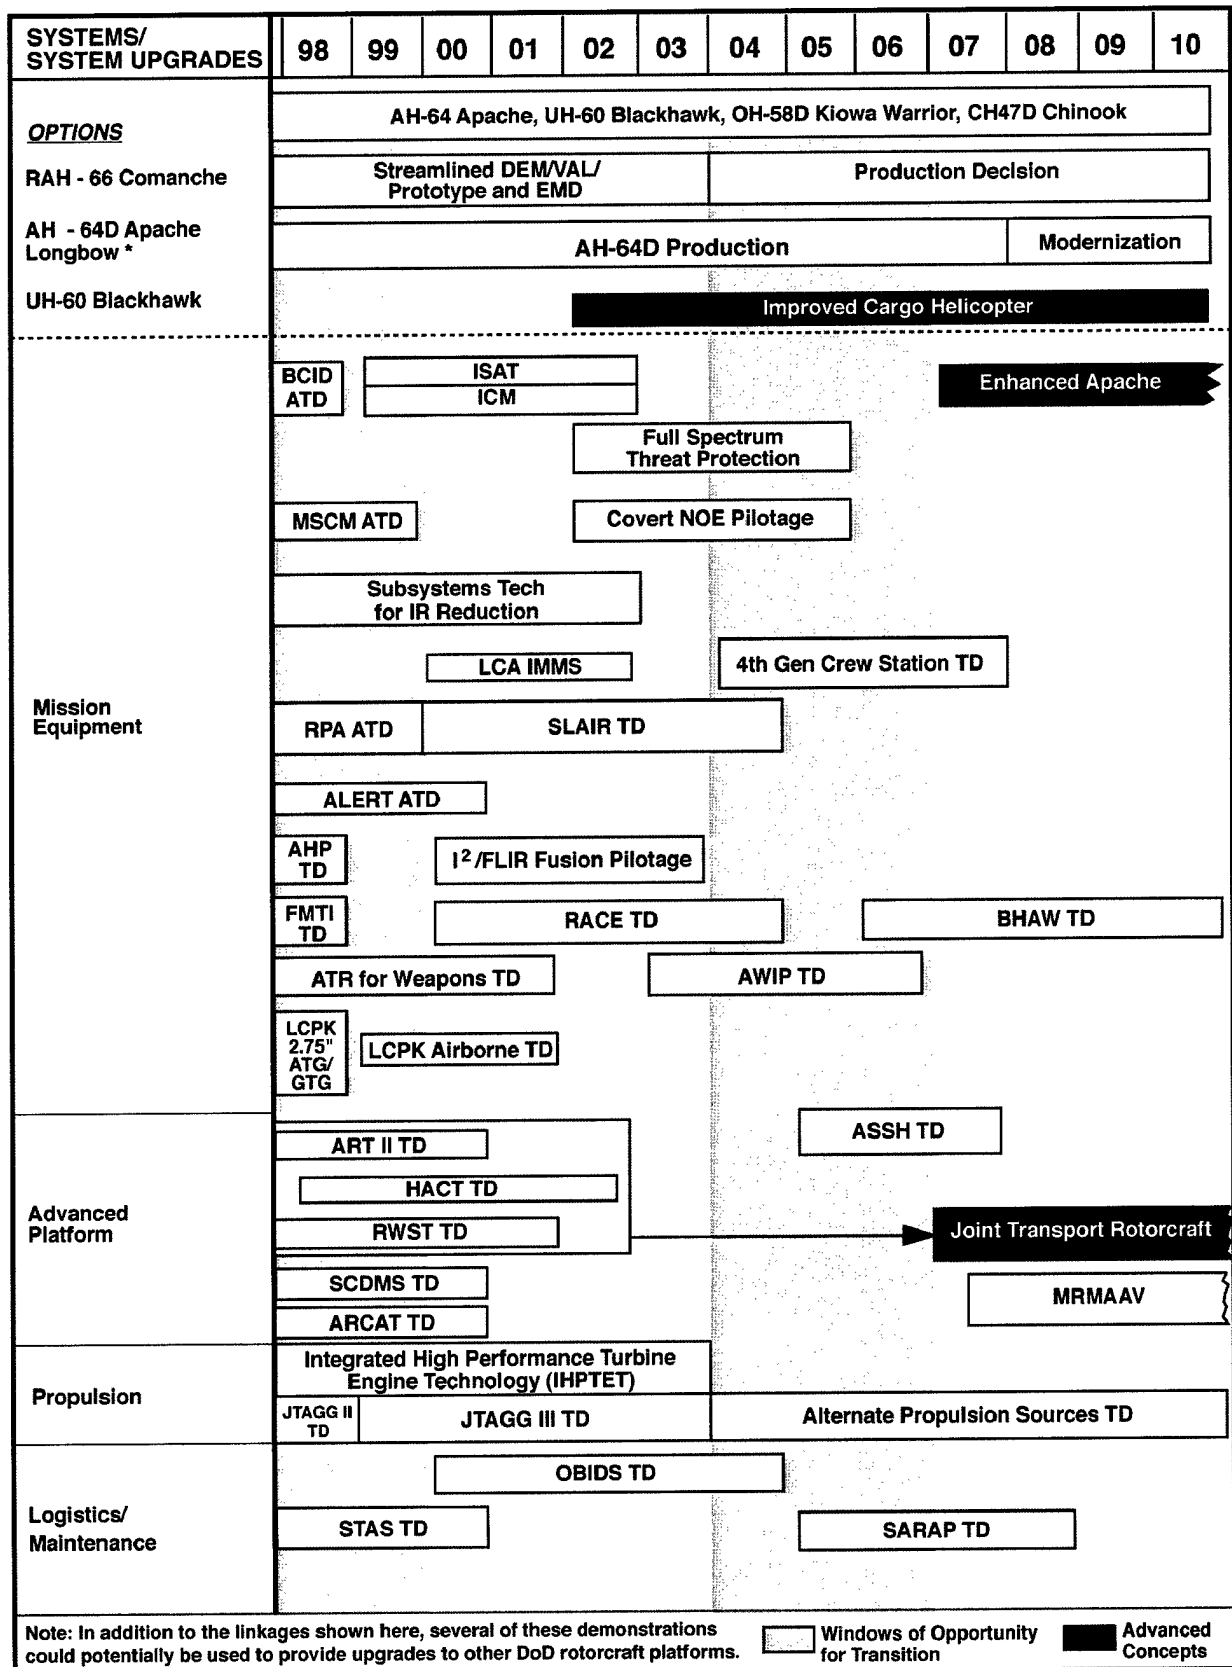 SYSTEMS/
SYSTEM UPGRADES
98 99 00 01 02 03 04 05 06 07 08 09 10
OPTIONS
AH-64 Apache, UH-60 Blackhawk, OH-58D Kiowa Warrior, CH47D Chinook
RAH - 66 Comanche
Streamlined DEM/VAL/
Prototype and EMD
Production Decision
AH - 64D Apache
Longbow *
AH-64D Production
Modernization
UH-60 Blackhawk
Improved Cargo Helicopter
Mission
Equipment
BCID
ATD
ISAT
ICM
Enhanced Apache
Full Spectrum
Threat Protection
MSCM ATD
Covert NOE Pilotage
Subsystems Tech
for IR Reduction
LCA IMMS
4th Gen Crew Station TD
RPA ATD
SLAIR TD
ALERT ATD
AHP
TD
I²/FLIR Fusion Pilotage
FMTI
TD
RACE TD
BHAW TD
ATR for Weapons TD
AWIP TD
LCPK
2.75"
ATG/
GTG
LCPK Airborne TD
Advanced
Platform
ART II TD
ASSH TD
HACT TD
RWST TD
Joint Transport Rotorcraft
SCDMS TD
MRMAAV
ARCAT TD
Propulsion
Integrated High Performance Turbine
Engine Technology (IHPTET)
JTAGG II
TD
JTAGG III TD
Alternate Propulsion Sources TD
Logistics/
Maintenance
OBIDS TD
STAS TD
SARAP TD
Note: In addition to the linkages shown here, several of these demonstrations
could potentially be used to provide upgrades to other DoD rotorcraft platforms.
Windows of Opportunity
for Transition
Advanced
Concepts